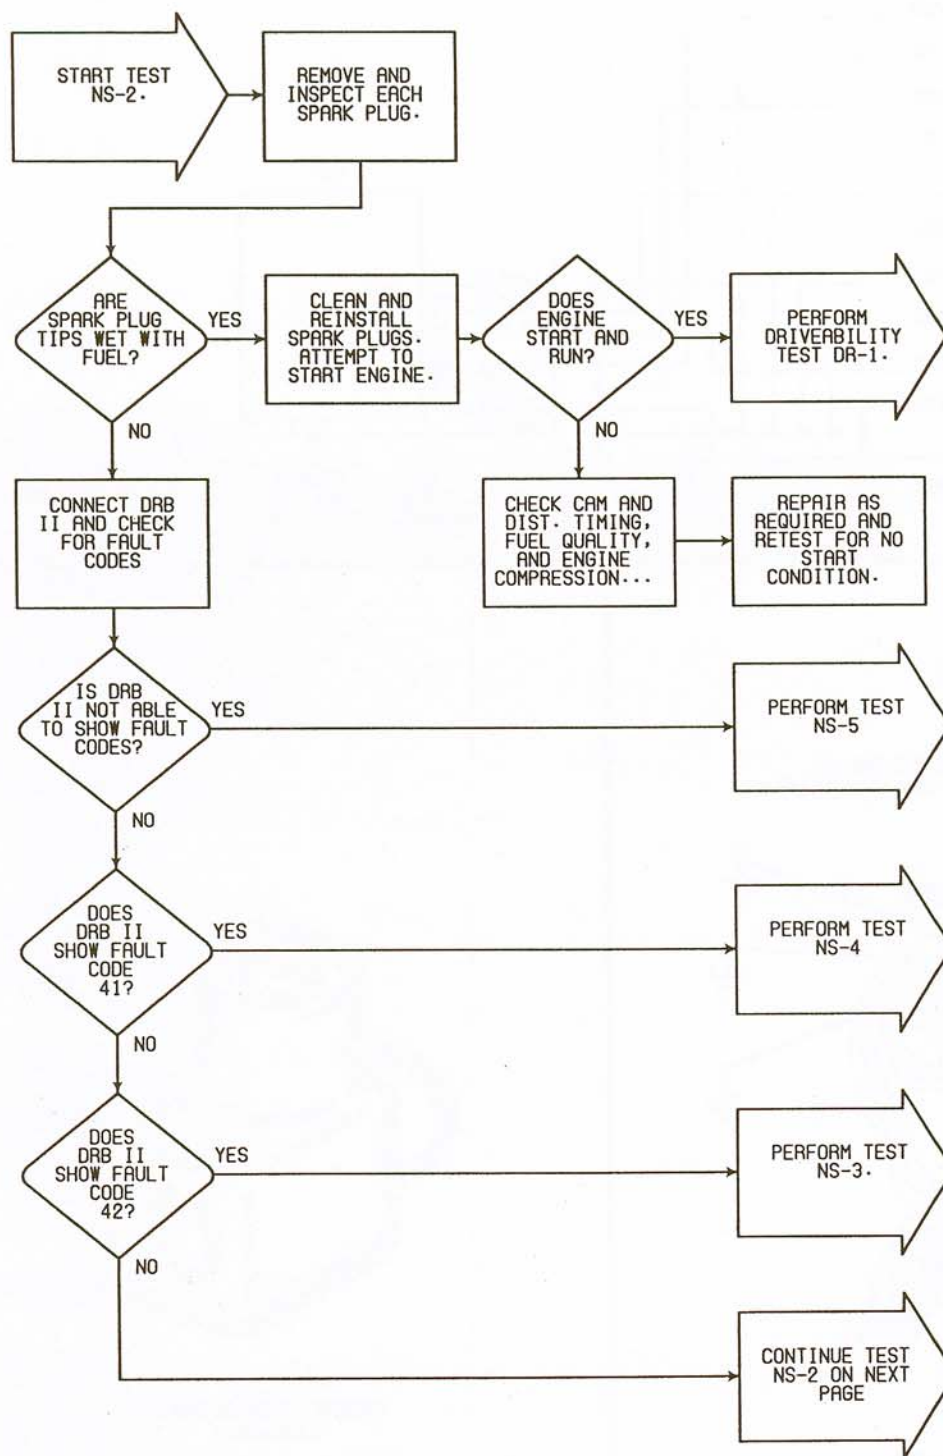 START TEST
NS-2.
REMOVE AND
INSPECT EACH
SPARK PLUG.
ARE
SPARK PLUG
TIPS WET WITH
FUEL?
YES
CLEAN AND
REINSTALL
SPARK PLUGS.
ATTEMPT TO
START ENGINE.
DOES
ENGINE
START AND
RUN?
YES
PERFORM
DRIVEABILITY
TEST DR-1.
NO
NO
CONNECT DRB
II AND CHECK
FOR FAULT
CODES
CHECK CAM AND
DIST. TIMING,
FUEL QUALITY,
AND ENGINE
COMPRESSION...
REPAIR AS
REQUIRED AND
RETEST FOR NO
START
CONDITION.
IS DRB
II NOT ABLE
TO SHOW FAULT
CODES?
YES
PERFORM TEST
NS-5
NO
DOES
DRB II
SHOW FAULT
CODE
41?
YES
PERFORM TEST
NS-4
NO
DOES
DRB II
SHOW FAULT
CODE
42?
YES
PERFORM TEST
NS-3.
NO
CONTINUE TEST
NS-2 ON NEXT
PAGE